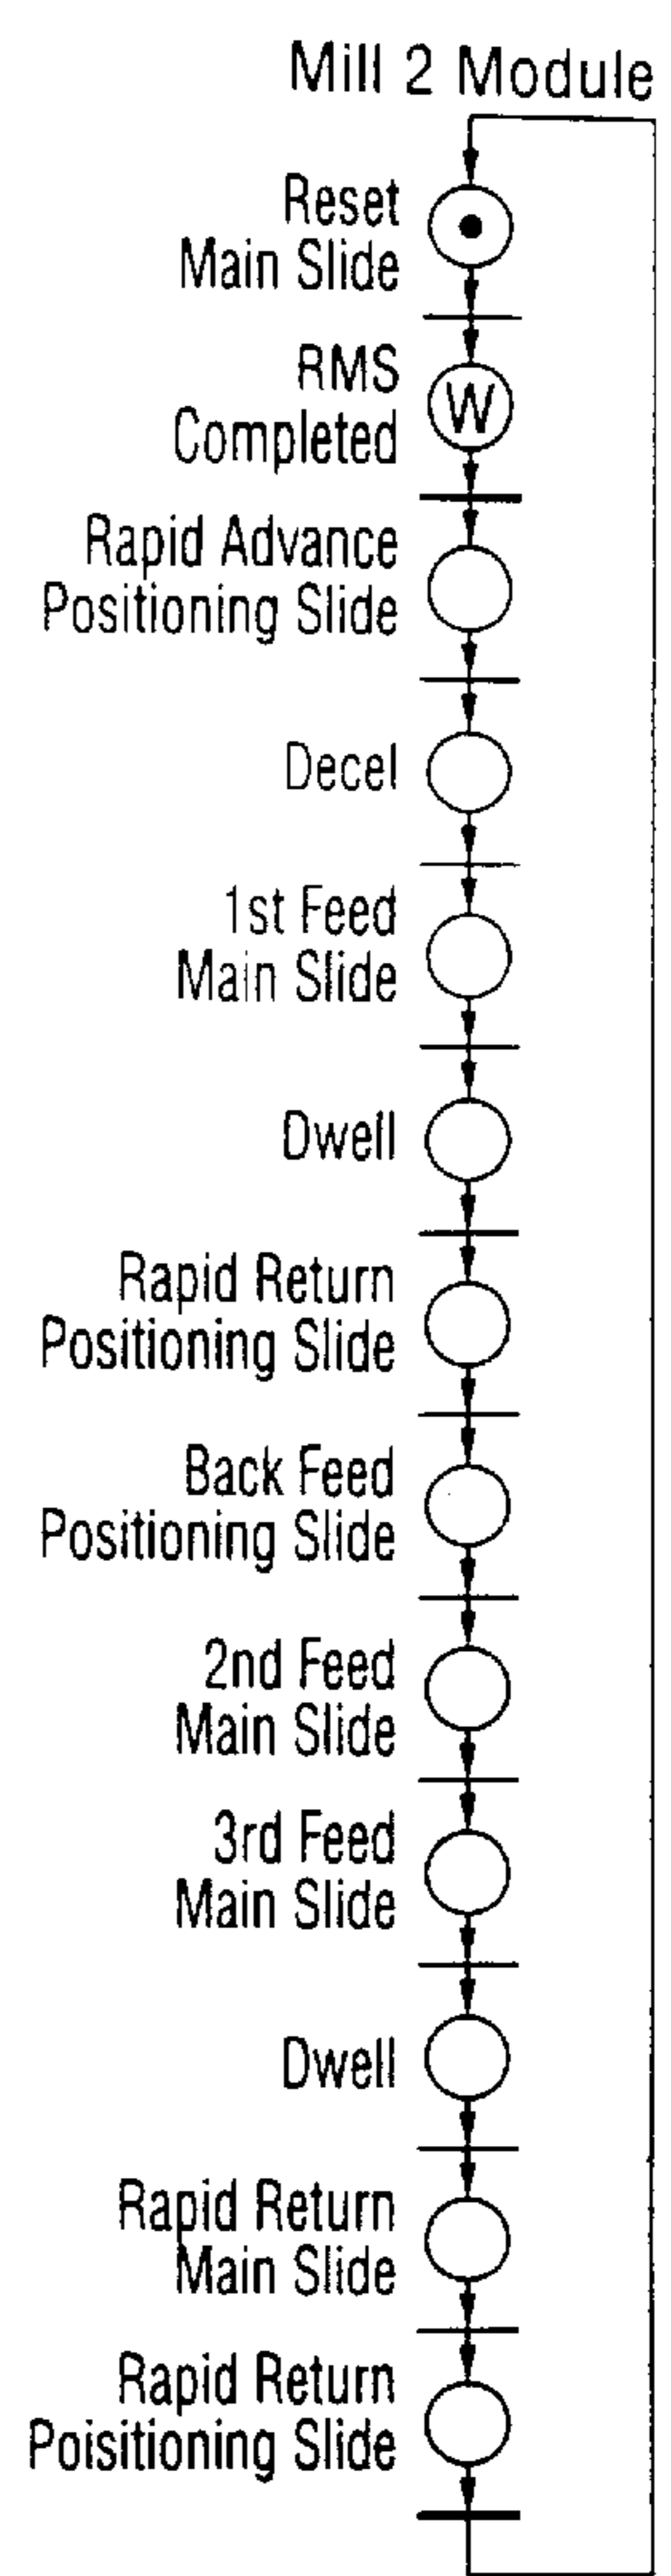 Mill 2 Module
Reset
Main Slide
RMS
Completed
W
Rapid Advance
Positioning Slide
Decel
1st Feed
Main Slide
Dwell
Rapid Return
Positioning Slide
Back Feed
Positioning Slide
2nd Feed
Main Slide
3rd Feed
Main Slide
Dwell
Rapid Return
Main Slide
Rapid Return
Poisitioning Slide